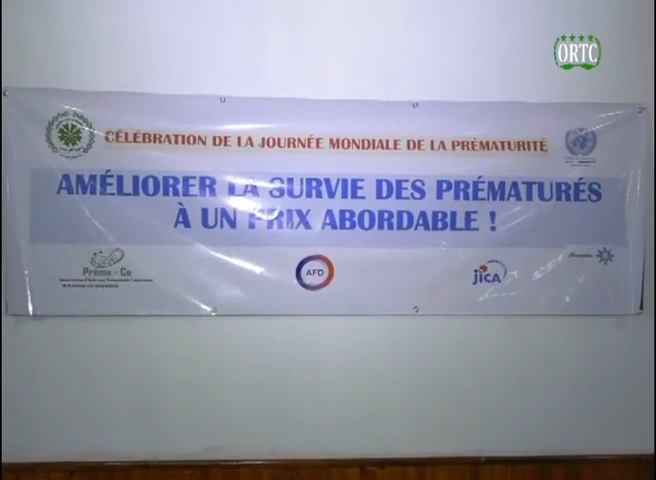 ORTC
CÉLÉBRATION DE LA JOURNÉE MONDIALE DE LA PRÉMATURITÉ
AMÉLIORER LA SURVIE DES PRÉMATURÉS
À UN PRIX ABORDABLE !
Préma - Co
AFD
jICA